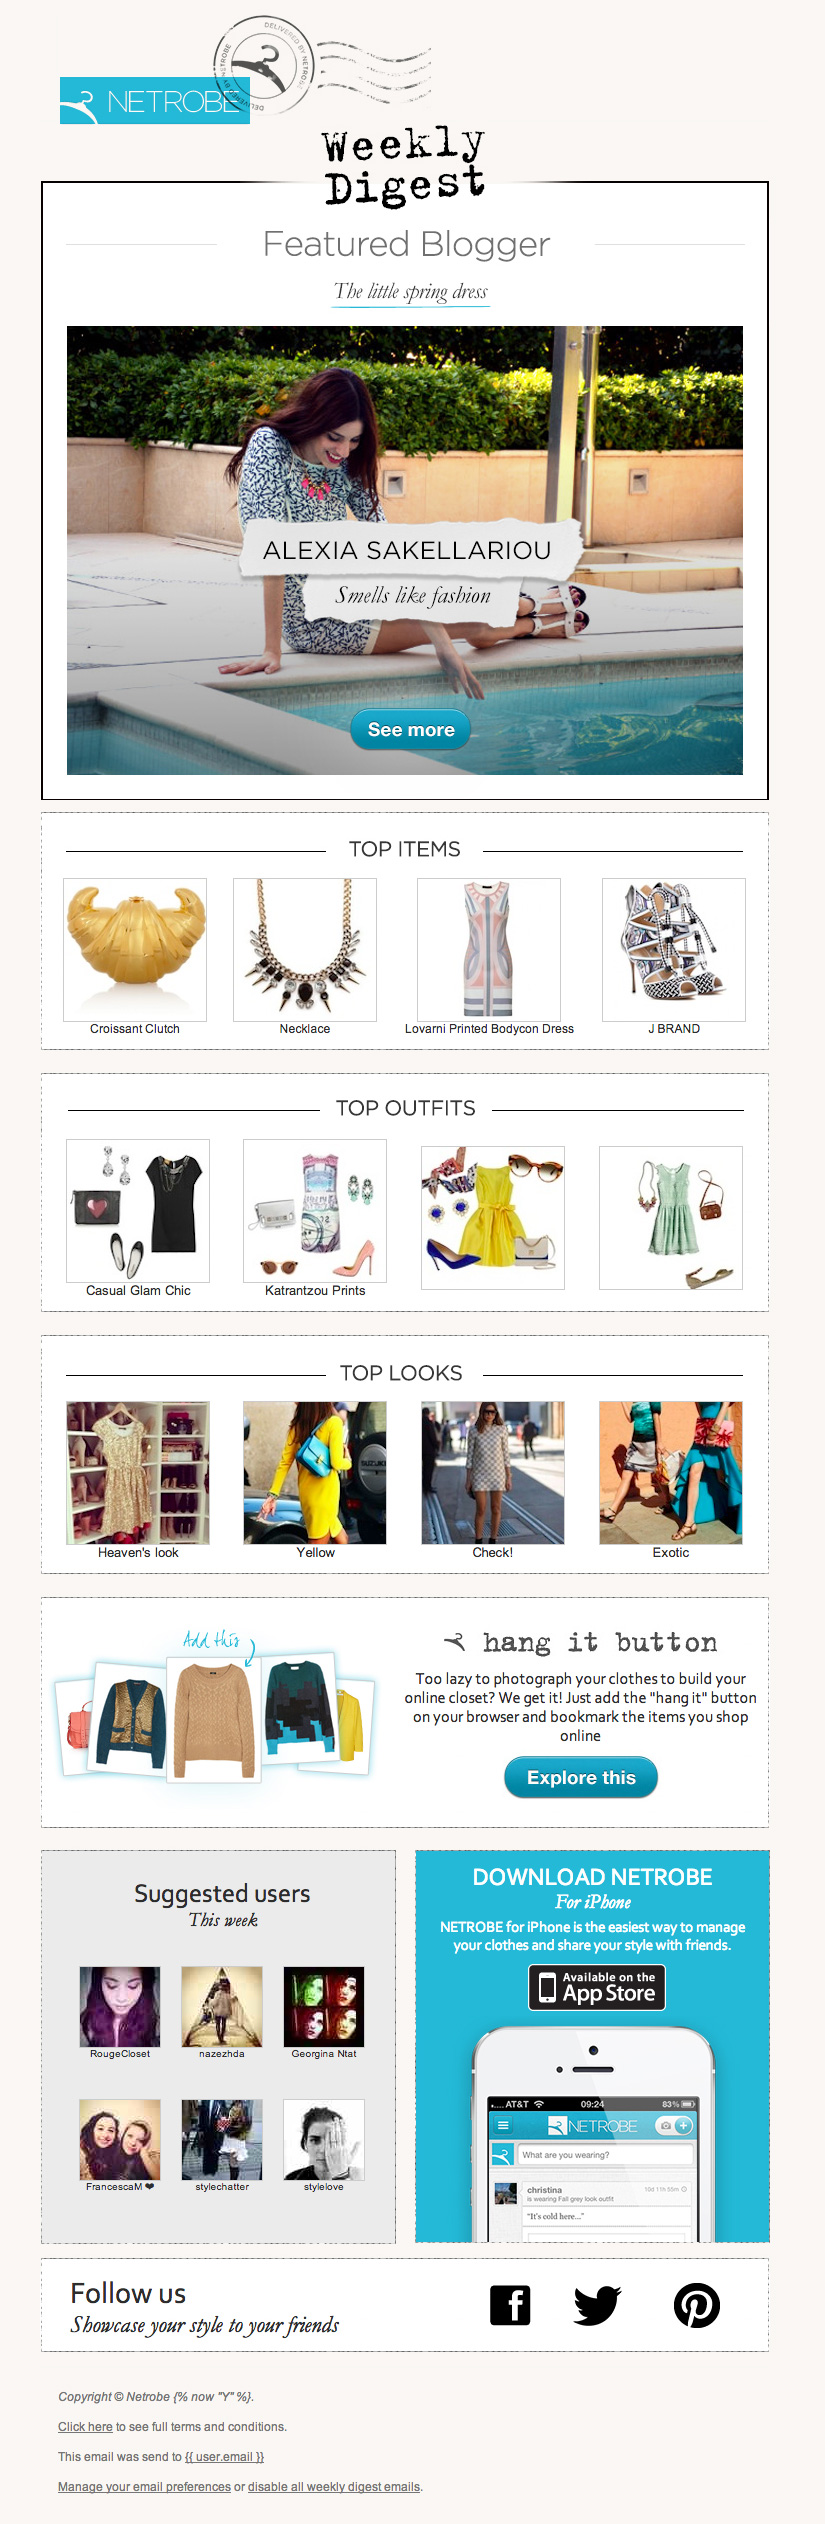 DELIVERED BY NETROBE
DELIVERED BY NETROBE
NETROBE
Weekly
Digest
Featured Blogger
The little spring dress
ALEXIA SAKELLARIOU
Smells like fashion
See more
TOP ITEMS
Croissant Clutch
Necklace
Lovarni Printed Bodycon Dress
J BRAND
TOP OUTFITS
Casual Glam Chic
Katrantzou Prints
TOP LOOKS
SUZUKI
Heaven's look
Yellow
Check!
Exotic
Add this
hang it button
Too lazy to photograph your clothes to build your
online closet? We get it! Just add the "hang it" button
on your browser and bookmark the items you shop
online
Explore this
Suggested users
This week
RougeCloset
nazezhda
Georgina Ntat
FrancescaM ❤
stylechatter
stylelove
DOWNLOAD NETROBE
For iPhone
NETROBE for iPhone is the easiest way to manage
your clothes and share your style with friends.
Available on the
App Store
AT&T 09:24 83%
NETROBE
What are you wearing?
christina 10d 11h 55m
is wearing Fall grey look outfit
"It's cold here..."
Follow us
Showcase your style to your friends
Copyright © Netrobe {% now "Y" %}.
Click here to see full terms and conditions.
This email was send to {{ user.email }}
Manage your email preferences or disable all weekly digest emails.